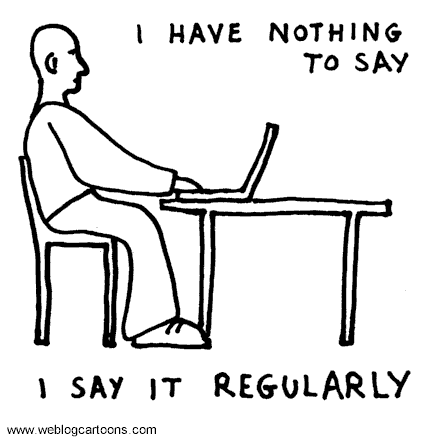 I HAVE NOTHING
TO SAY
I SAY IT REGULARLY
www.weblogcartoons.com